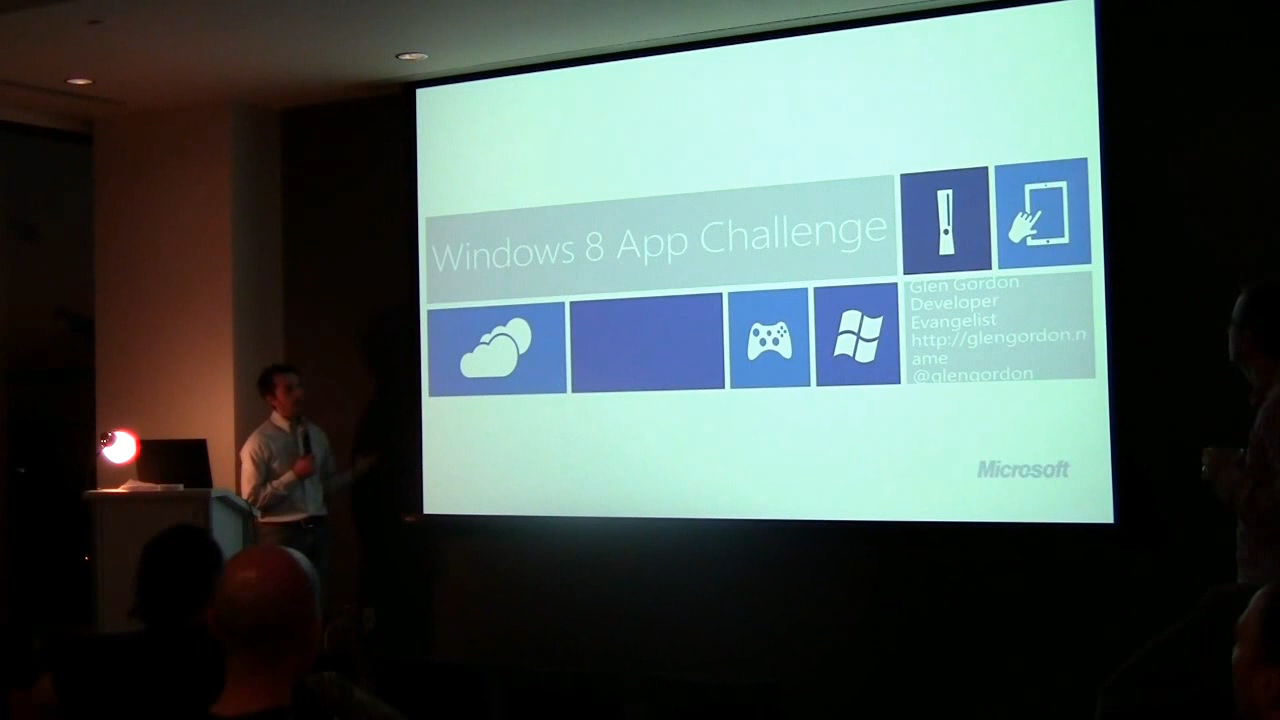 Windows 8 App Challenge
Glen Gordon
Developer
Evangelist
http://glengordon.n
ame
@glengordon
Microsoft